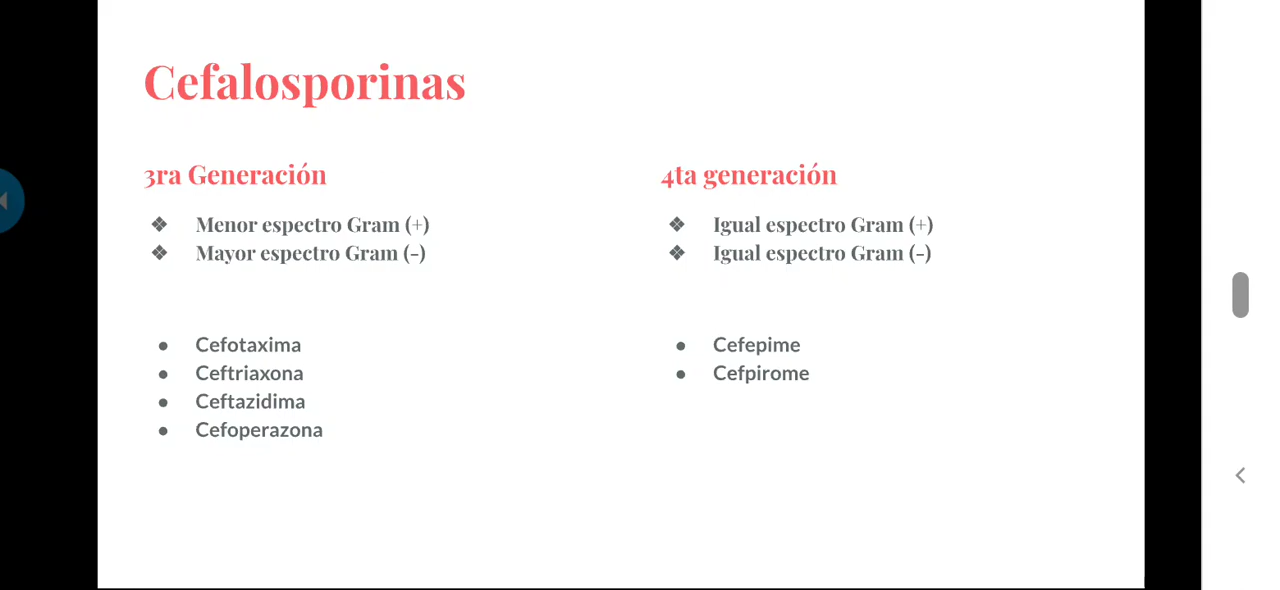 Cefalosporinas
3ra Generación
❖ Menor espectro Gram (+)
❖ Mayor espectro Gram (-)
● Cefotaxima
● Ceftriaxona
● Ceftazidima
● Cefoperazona
4ta generación
❖ Igual espectro Gram (+)
❖ Igual espectro Gram (-)
● Cefepime
● Cefpirome